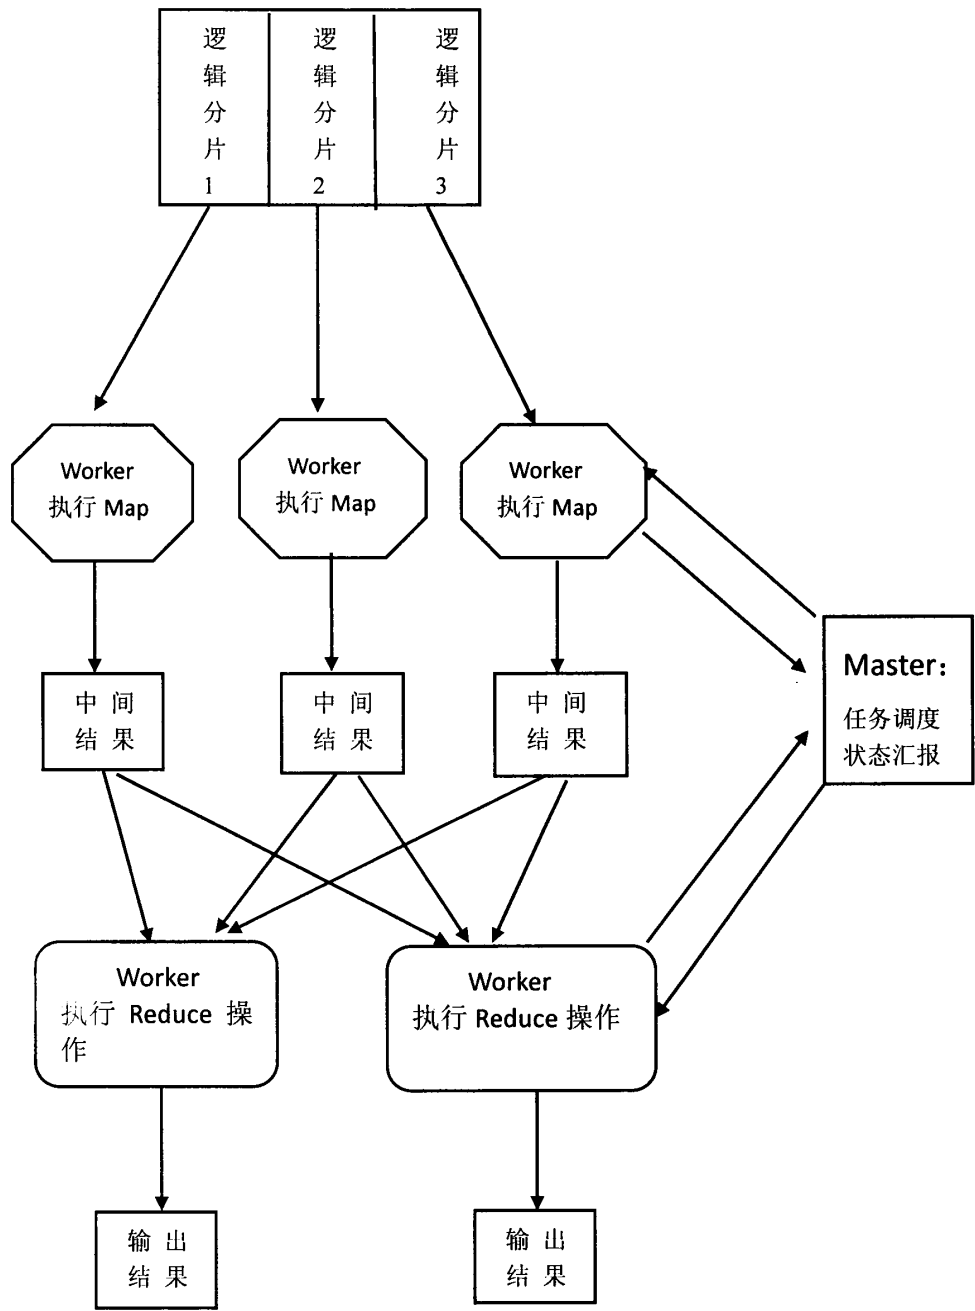 逻辑分片1
逻辑分片2
逻辑分片3
Worker
执行 Map
Worker
执行 Map
Worker
执行 Map
中间
结果
中间
结果
中间
结果
Master：
任务调度
状态汇报
Worker
执行 Reduce 操
作
Worker
执行 Reduce 操作
输出
结果
输出
结果